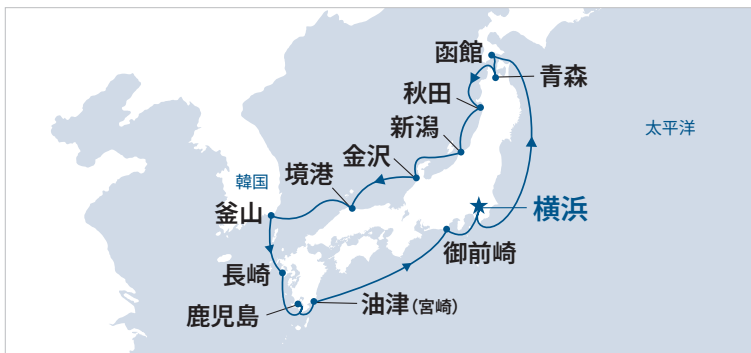 函館
青森
秋田
新潟
太平洋
金沢
境港
韓国
釜山
横浜
御前崎
長崎
鹿児島
油津(宮崎)